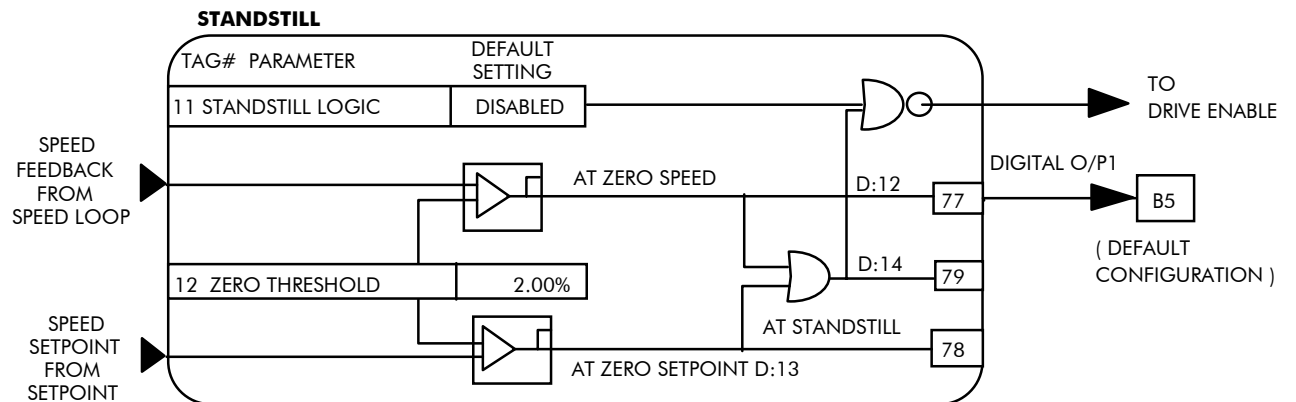 STANDSTILL
TAG# PARAMETER
DEFAULT
SETTING
11 STANDSTILL LOGIC
DISABLED
TO
DRIVE ENABLE
SPEED
FEEDBACK
FROM
SPEED LOOP
AT ZERO SPEED
D:12
77
DIGITAL O/P1
B5
( DEFAULT
CONFIGURATION )
12 ZERO THRESHOLD
2.00%
D:14
79
SPEED
SETPOINT
FROM
SETPOINT
AT STANDSTILL
78
AT ZERO SETPOINT D:13